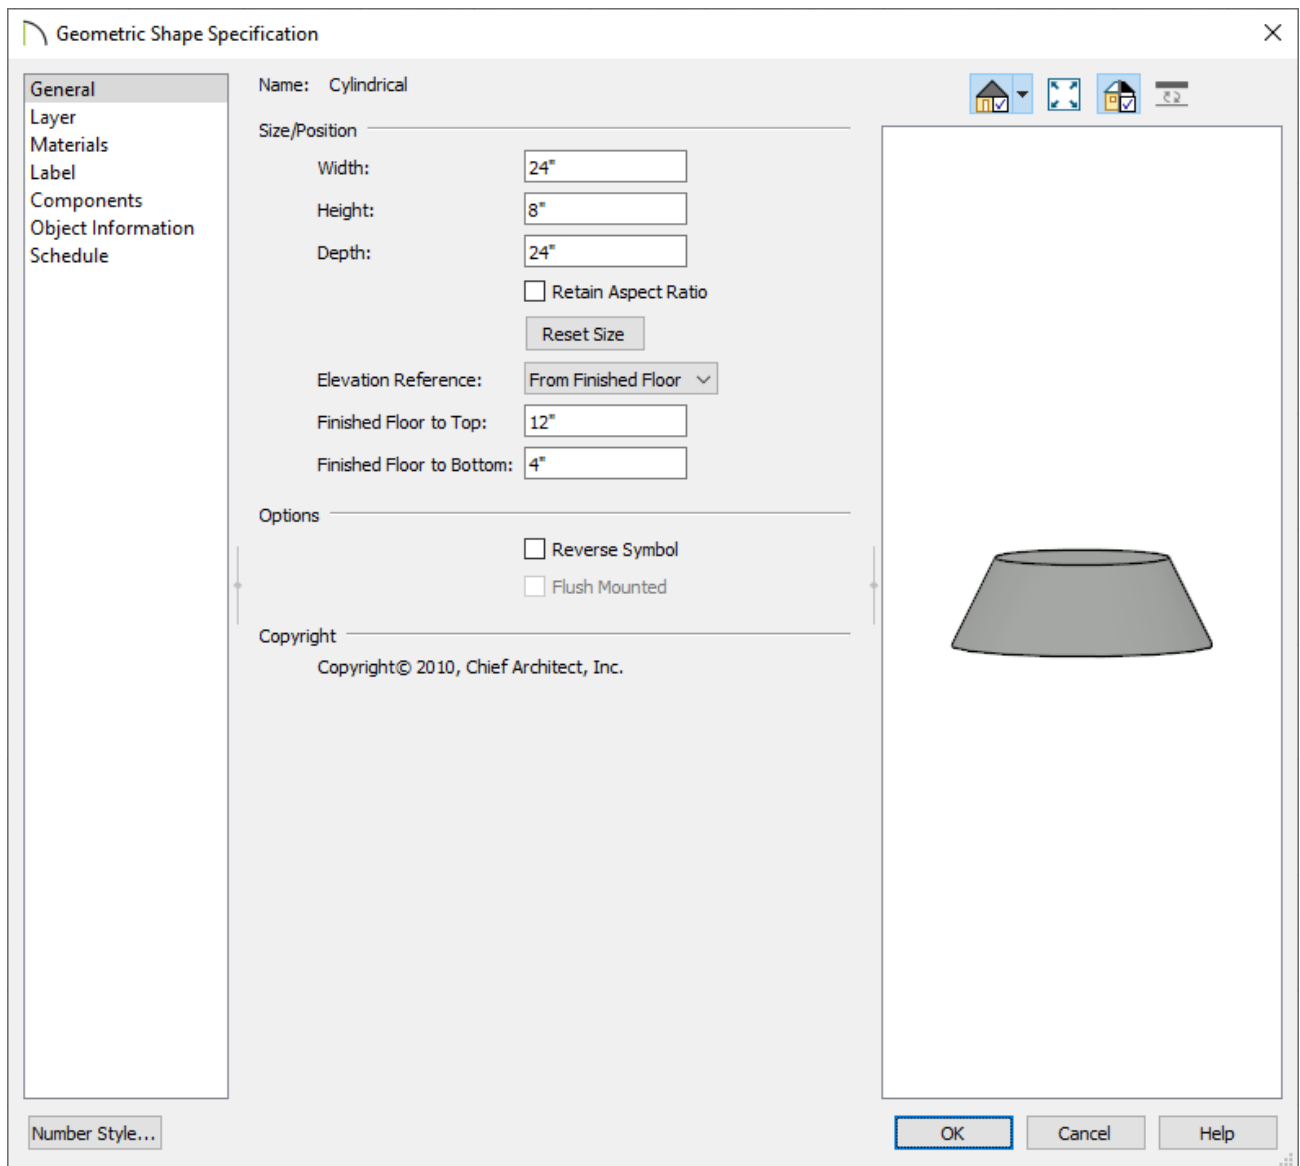 Geometric Shape Specification
General
Layer
Materials
Label
Components
Object Information
Schedule
Name: Cylindrical
Size/Position
Width: 24"
Height: 8"
Depth: 24"
Retain Aspect Ratio
Reset Size
Elevation Reference: From Finished Floor
Finished Floor to Top: 12"
Finished Floor to Bottom: 4"
Options
Reverse Symbol
Flush Mounted
Copyright
Copyright© 2010, Chief Architect, Inc.
Number Style...
OK
Cancel
Help